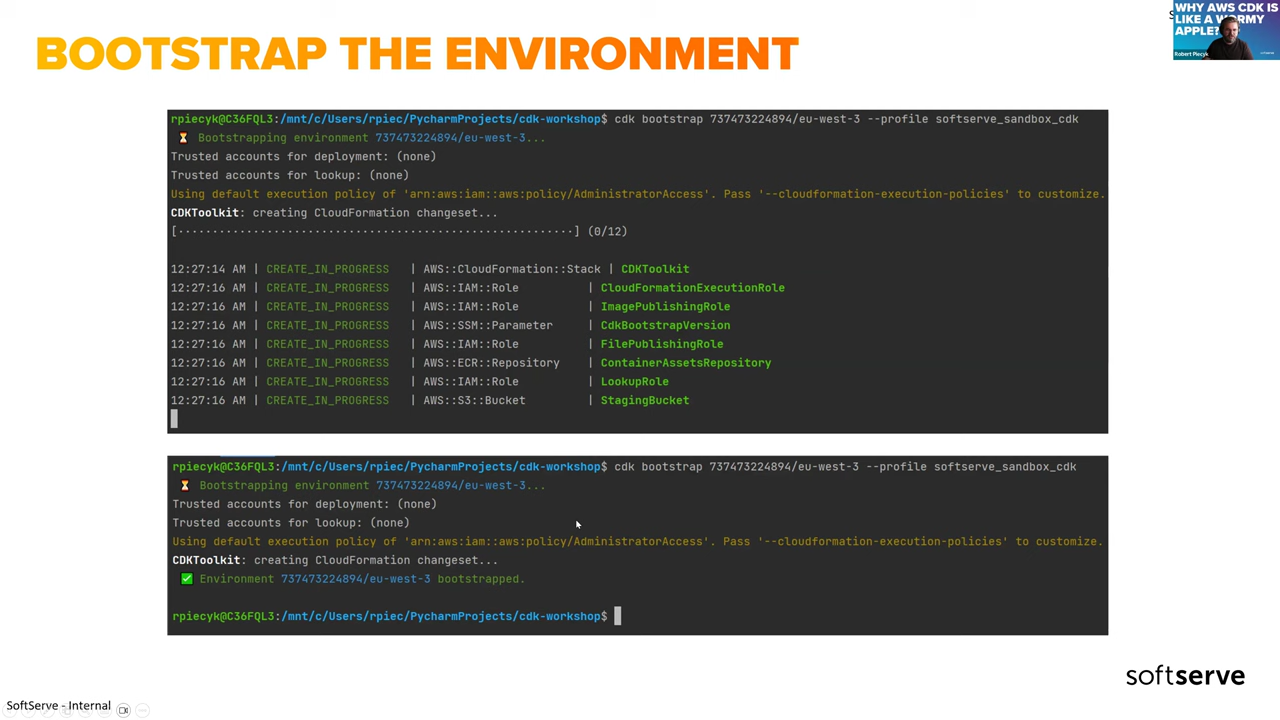 WHY AWS CDK IS
LIKE A WORMY
APPLE?
Robert Piecyk
BOOTSTRAP THE ENVIRONMENT
rpiecyk@C36FQL3:/mnt/c/Users/rpiec/PycharmProjects/cdk-workshop$ cdk bootstrap 737473224894/eu-west-3 --profile softserve_sandbox_cdk
⏳ Bootstrapping environment 737473224894/eu-west-3...
Trusted accounts for deployment: (none)
Trusted accounts for lookup: (none)
Using default execution policy of 'arn:aws:iam::aws:policy/AdministratorAccess'. Pass '--cloudformation-execution-policies' to customize.
CDKToolkit: creating CloudFormation changeset...
[··························································] (0/12)
12:27:14 AM | CREATE_IN_PROGRESS | AWS::CloudFormation::Stack | CDKToolkit
12:27:16 AM | CREATE_IN_PROGRESS | AWS::IAM::Role | CloudFormationExecutionRole
12:27:16 AM | CREATE_IN_PROGRESS | AWS::IAM::Role | ImagePublishingRole
12:27:16 AM | CREATE_IN_PROGRESS | AWS::SSM::Parameter | CdkBootstrapVersion
12:27:16 AM | CREATE_IN_PROGRESS | AWS::IAM::Role | FilePublishingRole
12:27:16 AM | CREATE_IN_PROGRESS | AWS::ECR::Repository | ContainerAssetsRepository
12:27:16 AM | CREATE_IN_PROGRESS | AWS::IAM::Role | LookupRole
12:27:16 AM | CREATE_IN_PROGRESS | AWS::S3::Bucket | StagingBucket
rpiecyk@C36FQL3:/mnt/c/Users/rpiec/PycharmProjects/cdk-workshop$ cdk bootstrap 737473224894/eu-west-3 --profile softserve_sandbox_cdk
⏳ Bootstrapping environment 737473224894/eu-west-3...
Trusted accounts for deployment: (none)
Trusted accounts for lookup: (none)
Using default execution policy of 'arn:aws:iam::aws:policy/AdministratorAccess'. Pass '--cloudformation-execution-policies' to customize.
CDKToolkit: creating CloudFormation changeset...
✅ Environment 737473224894/eu-west-3 bootstrapped.
rpiecyk@C36FQL3:/mnt/c/Users/rpiec/PycharmProjects/cdk-workshop$
softserve
SoftServe - Internal